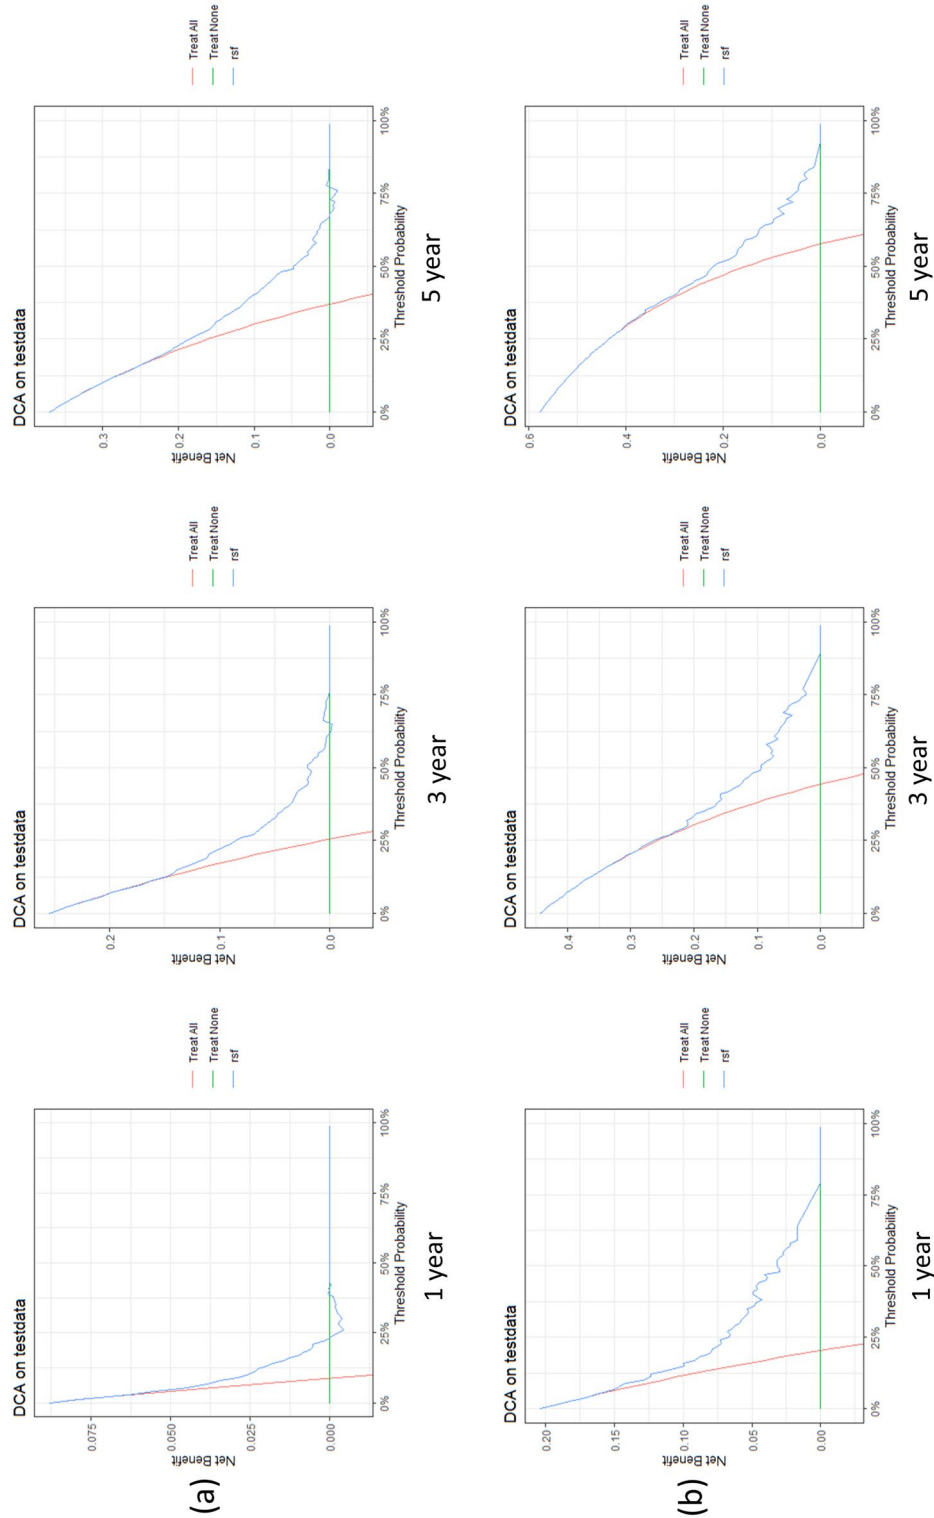 (a)
DCA on testdata
Net Benefit
0.075
0.050
0.025
0.000
0% 25% 50% 75% 100%
Threshold Probability
Treat All
Treat None
rsf
1 year
DCA on testdata
Net Benefit
0.2
0.1
0.0
0% 25% 50% 75% 100%
Threshold Probability
Treat All
Treat None
rsf
3 year
DCA on testdata
Net Benefit
0.3
0.2
0.1
0.0
0% 25% 50% 75% 100%
Threshold Probability
Treat All
Treat None
rsf
5 year
(b)
DCA on testdata
Net Benefit
0.20
0.15
0.10
0.05
0.00
0% 25% 50% 75% 100%
Threshold Probability
Treat All
Treat None
rsf
1 year
DCA on testdata
Net Benefit
0.4
0.3
0.2
0.1
0.0
0% 25% 50% 75% 100%
Threshold Probability
Treat All
Treat None
rsf
3 year
DCA on testdata
Net Benefit
0.6
0.4
0.2
0.0
0% 25% 50% 75% 100%
Threshold Probability
Treat All
Treat None
rsf
5 year